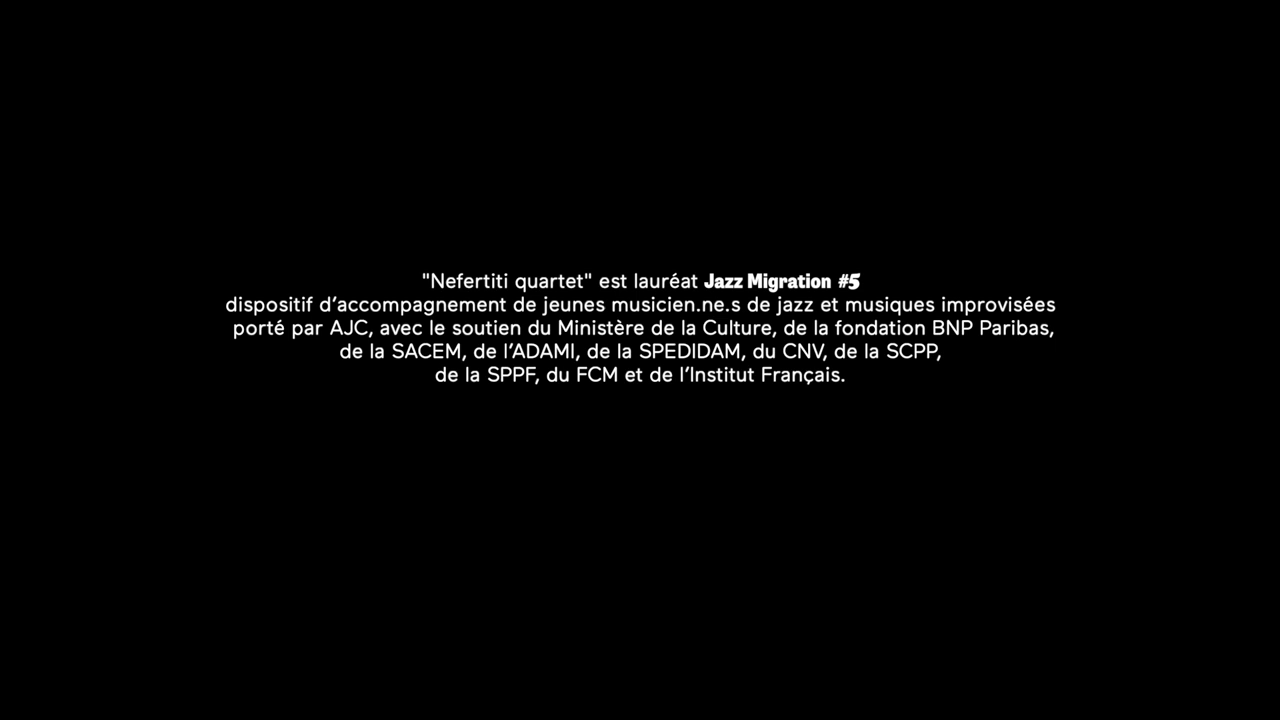 "Nefertiti quartet" est lauréat Jazz Migration #5
dispositif d’accompagnement de jeunes musicien.ne.s de jazz et musiques improvisées
porté par AJC, avec le soutien du Ministère de la Culture, de la fondation BNP Paribas,
de la SACEM, de l’ADAMI, de la SPEDIDAM, du CNV, de la SCPP,
de la SPPF, du FCM et de l’Institut Français.